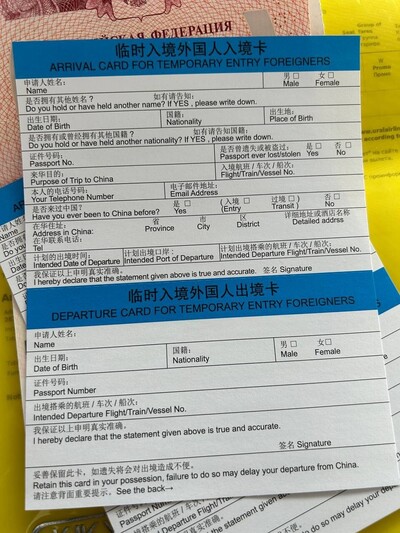 ФЕДЕРАЦИЯ
临时入境外国人入境卡
ARRIVAL CARD FOR TEMPORARY ENTRY FOREIGNERS
申请人姓名: 男 □ 女 □
Name Male Female
是否拥有其他姓名? 如有请告知:
Do you hold or have held another name? If YES , please write down.
出生日期: 国籍: 出生地:
Date of Birth Nationality Place of Birth
是否拥有或曾经拥有其他国籍? 如有请告知国籍:
Do you hold or have held another nationality? If YES , please write down.
证件号码: 是否曾遗失或被盗过: 是 □ 否 □
Passport No. Passport ever lost/stolen Yes No
来华目的: 入境航班/车次/船次:
Purpose of Trip to China Flight/Train/Vessel No.
本人的电话号码: 电子邮件地址:
Your Telephone Number Email Address
是否来过中国? 是 □ (入境 □ 过境 □) 否 □
Have you ever been to China before? Yes (Entry Transit ) No
在华住址: 省 市 区 详细地址或酒店名称
Address in China: Province City District Detailed addrss
在华联系电话:
Tel
计划的出境时间: 计划出境口岸: 计划出境搭乘的航班/车次/船次:
Intended Date of Departure Intended Port of Departure Intended Departure Flight/Train/Vessel No.
我保证以上申明真实准确。 签名 Signature
I hereby declare that the statement given above is true and accurate.
临时入境外国人出境卡
DEPARTURE CARD FOR TEMPORARY ENTRY FOREIGNERS
申请人姓名:
Name
出生日期: 国籍: 男 □ 女 □
Date of Birth Nationality Male Female
证件号码:
Passport Number
出境搭乘的航班 / 车次 / 船次:
Intended Departure Flight/Train/Vessel No.
我保证以上申明真实准确。
I hereby declare that the statement given above is true and accurate.
签名 Signature
妥善保留此卡,如遗失将会对出境造成不便。
Retain this card in your possession, failure to do so may delay your departure from China.
请注意背面重要提示。See the back→